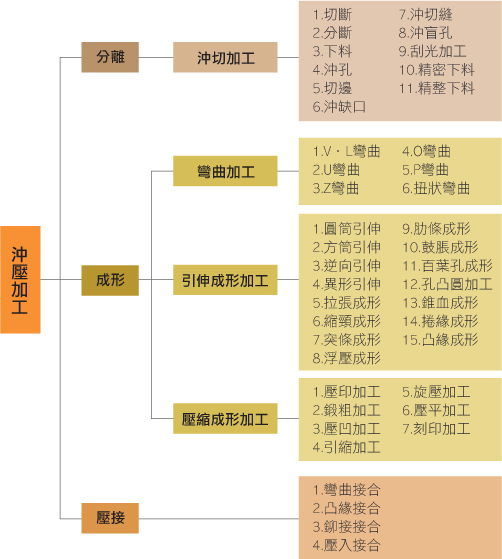 沖壓加工
分離
沖切加工
1.切斷
2.分斷
3.下料
4.沖孔
5.切邊
6.沖缺口
7.沖切縫
8.沖盲孔
9.刮光加工
10.精密下料
11.精整下料
成形
彎曲加工
1.V．L彎曲
2.U彎曲
3.Z彎曲
4.O彎曲
5.P彎曲
6.扭狀彎曲
引伸成形加工
1.圓筒引伸
2.方筒引伸
3.逆向引伸
4.異形引伸
5.拉張成形
6.縮頸成形
7.突條成形
8.浮壓成形
9.肋條成形
10.鼓脹成形
11.百葉孔成形
12.孔凸圓加工
13.錐血成形
14.捲緣成形
15.凸緣成形
壓縮成形加工
1.壓印加工
2.鍛粗加工
3.壓凹加工
4.引縮加工
5.旋壓加工
6.壓平加工
7.刻印加工
壓接
1.彎曲接合
2.凸緣接合
3.鉚接接合
4.壓入接合